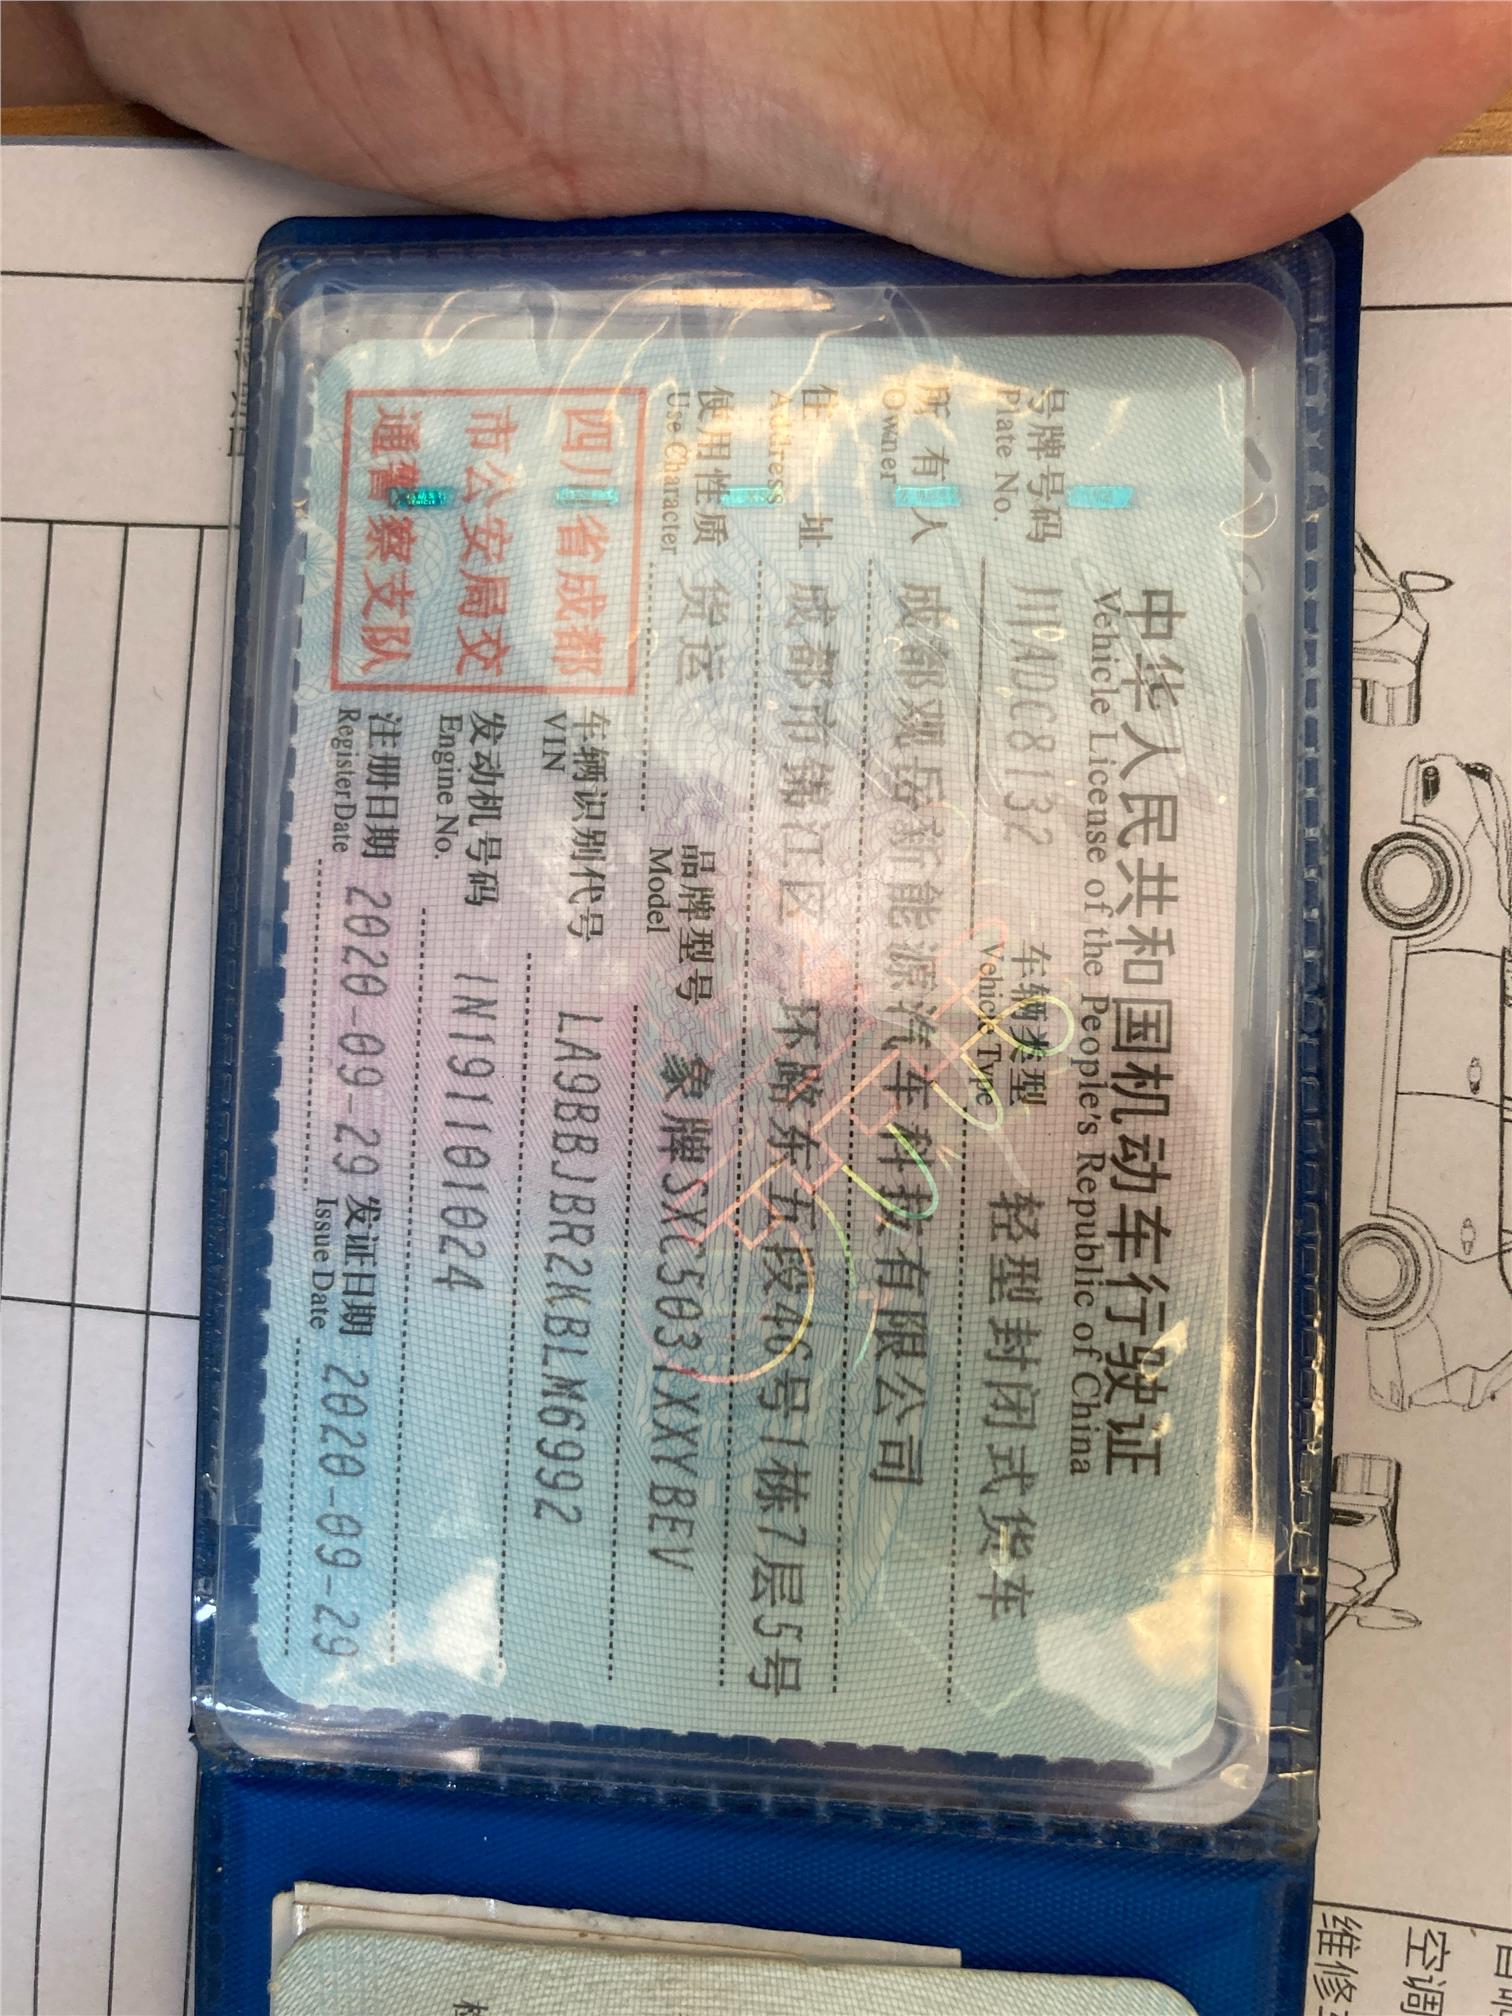 中华人民共和国机动车行驶证
Vehicle License of the People's Republic of China
号牌号码 川ADC8132 车辆类型 轻型封闭式货车
Plate No. Vehicle Type
所有人 成都观岳新能源汽车科技有限公司
Owner
住址 成都市锦江区 环路东五段46号1栋7层5号
Address
使用性质 货运 品牌型号 象牌SXC5031XXYBEV
Use Character Model
四川省成都
市公安局交
通警察支队
车辆识别代号 LA9BBJBR2KBLM6992
VIN
发动机号码 1N191101024
Engine No.
注册日期 2020-09-29 发证日期 2020-09-29
Register Date Issue Date
空调
维修